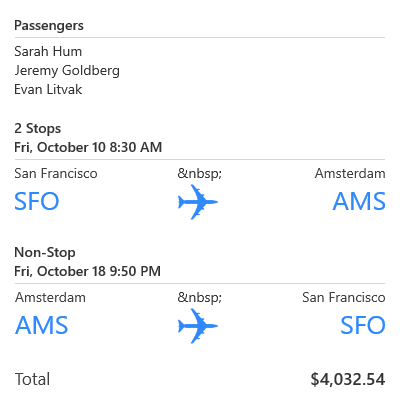 Passengers
Sarah Hum
Jeremy Goldberg
Evan Litvak
2 Stops
Fri, October 10 8:30 AM
San Francisco &nbsp; Amsterdam
SFO AMS
Non-Stop
Fri, October 18 9:50 PM
Amsterdam &nbsp; San Francisco
AMS SFO
Total $4,032.54